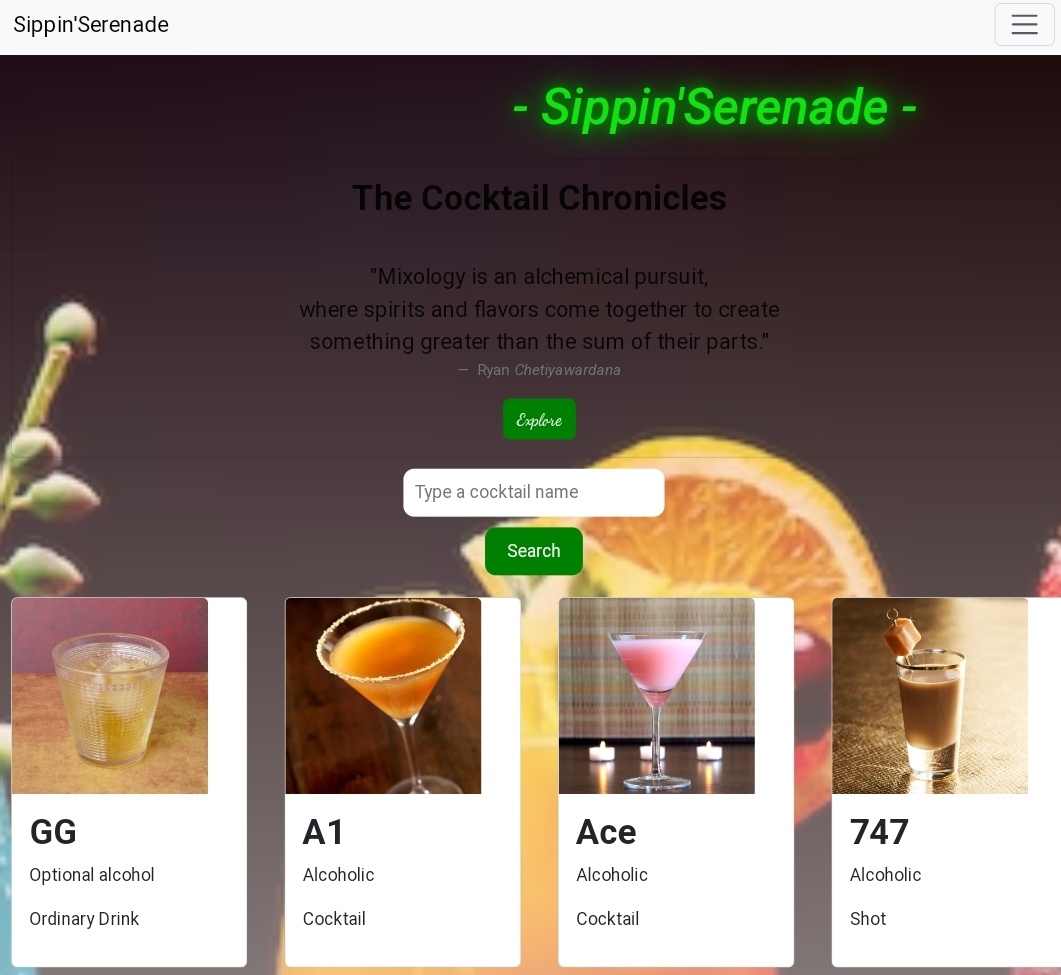 Sippin'Serenade
- Sippin'Serenade -
The Cocktail Chronicles
"Mixology is an alchemical pursuit,
where spirits and flavors come together to create
something greater than the sum of their parts."
— Ryan Chetiyawardana
Explore
Type a cocktail name
Search
GG
Optional alcohol
Ordinary Drink
A1
Alcoholic
Cocktail
Ace
Alcoholic
Cocktail
747
Alcoholic
Shot